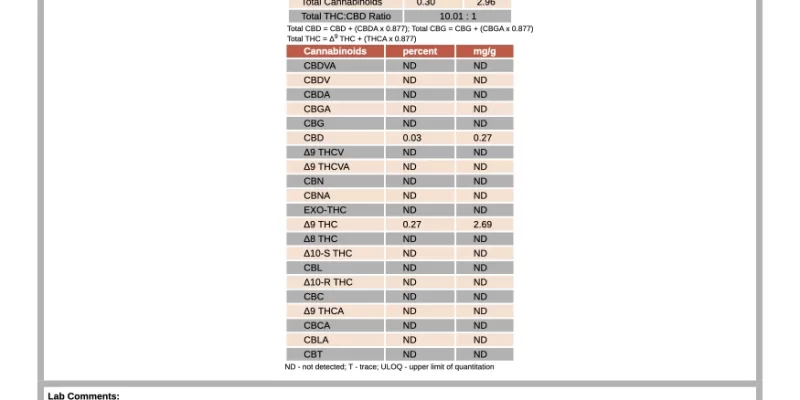 Total Cannabinoids 0.30 2.96
Total THC:CBD Ratio 10.01 : 1
Total CBD = CBD + (CBDA x 0.877); Total CBG = CBG + (CBGA x 0.877)
Total THC = Δ⁹ THC + (THCA x 0.877)
Cannabinoids percent mg/g
CBDVA ND ND
CBDV ND ND
CBDA ND ND
CBGA ND ND
CBG ND ND
CBD 0.03 0.27
Δ9 THCV ND ND
Δ9 THCVA ND ND
CBN ND ND
CBNA ND ND
EXO-THC ND ND
Δ9 THC 0.27 2.69
Δ8 THC ND ND
Δ10-S THC ND ND
CBL ND ND
Δ10-R THC ND ND
CBC ND ND
Δ9 THCA ND ND
CBCA ND ND
CBLA ND ND
CBT ND ND
ND - not detected; T - trace; ULOQ - upper limit of quantitation
Lab Comments: